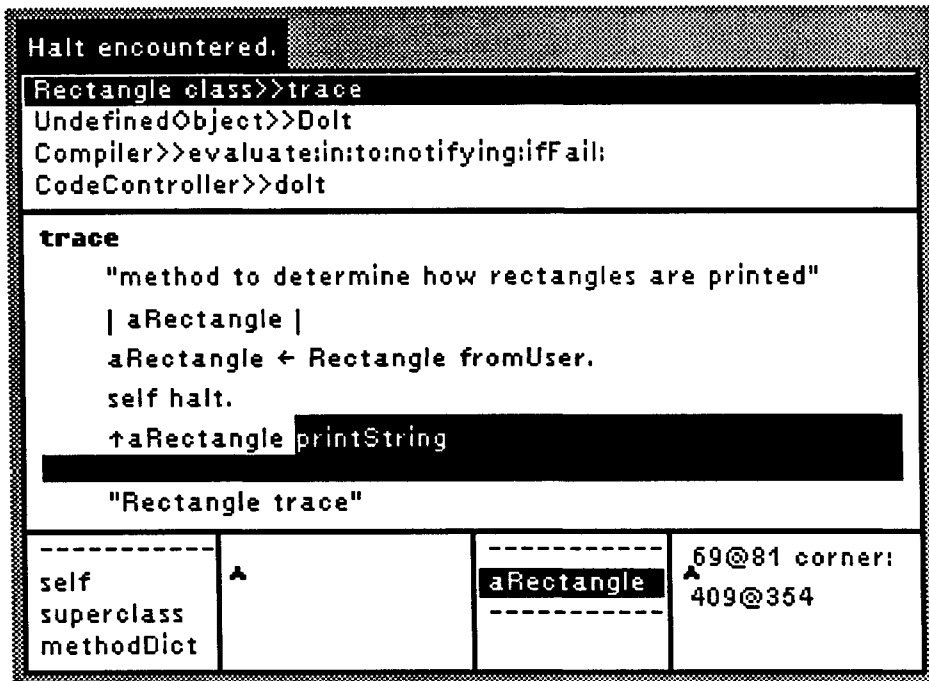 Halt encountered.
Rectangle class>>trace
UndefinedObject>>DoIt
Compiler>>evaluate:in:to:notifying:ifFail:
CodeController>>doIt
trace
"method to determine how rectangles are printed"
| aRectangle |
aRectangle ← Rectangle fromUser.
self halt.
↑aRectangle printString
"Rectangle trace"
-----------
self
superclass
methodDict
-----------
aRectangle
-----------
69@81 corner:
409@354